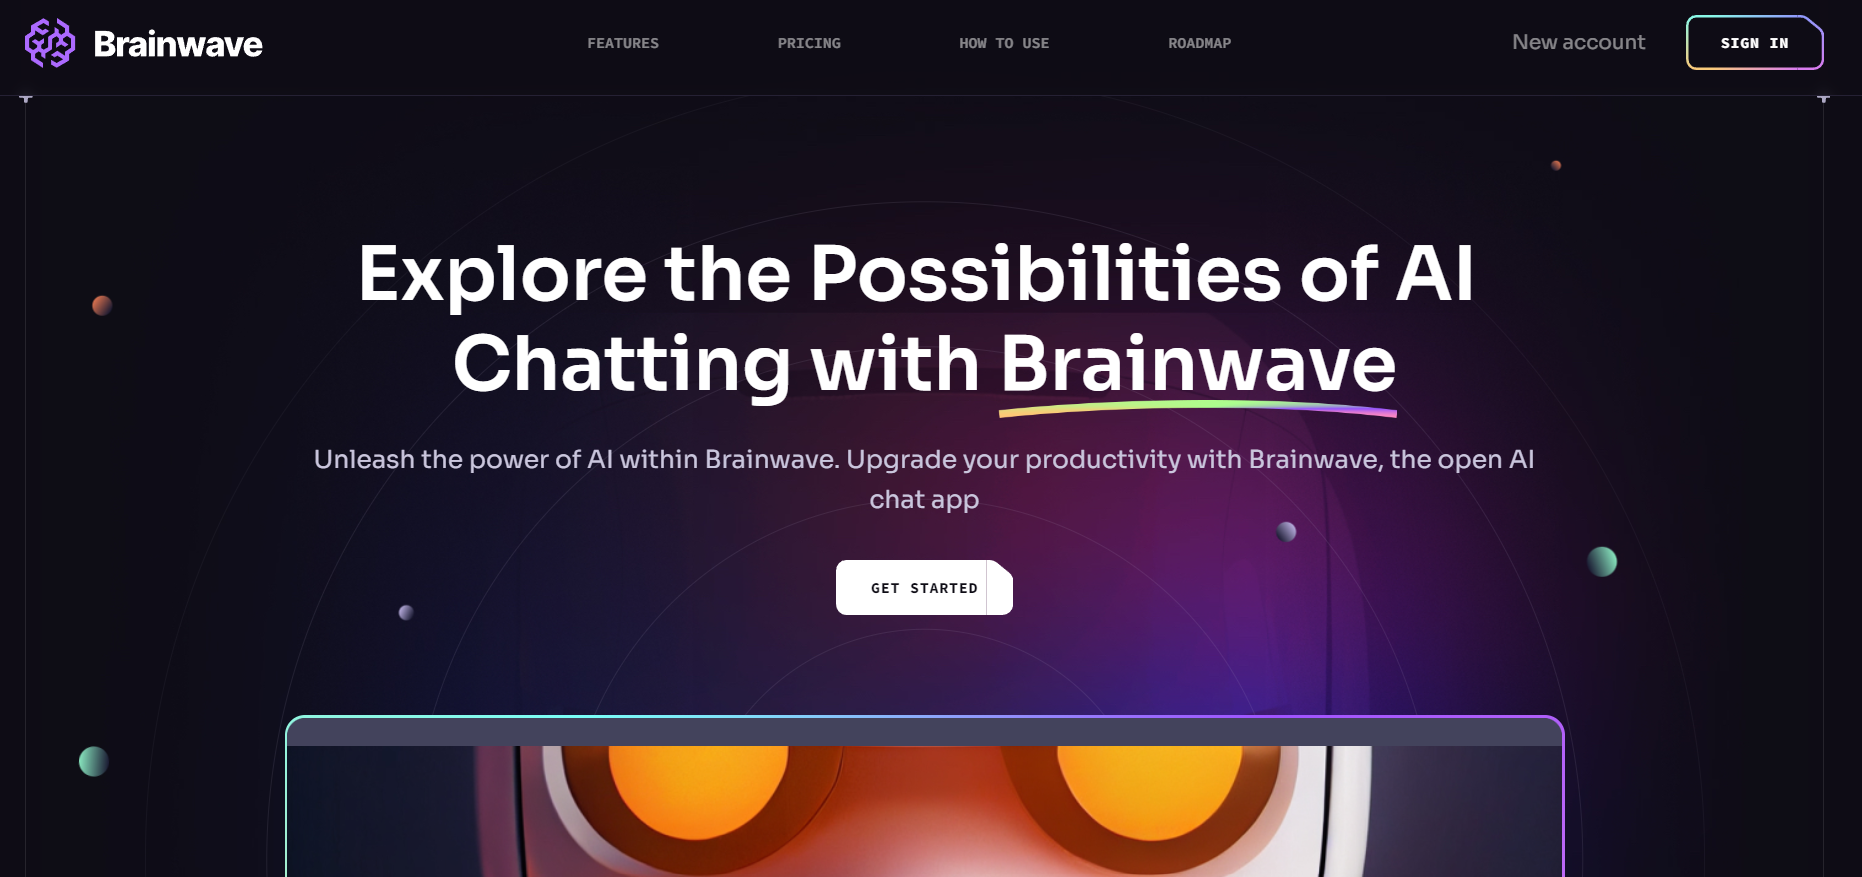 Brainwave
FEATURES
PRICING
HOW TO USE
ROADMAP
New account
SIGN IN
Explore the Possibilities of AI
Chatting with Brainwave
Unleash the power of AI within Brainwave. Upgrade your productivity with Brainwave, the open AI
chat app
GET STARTED